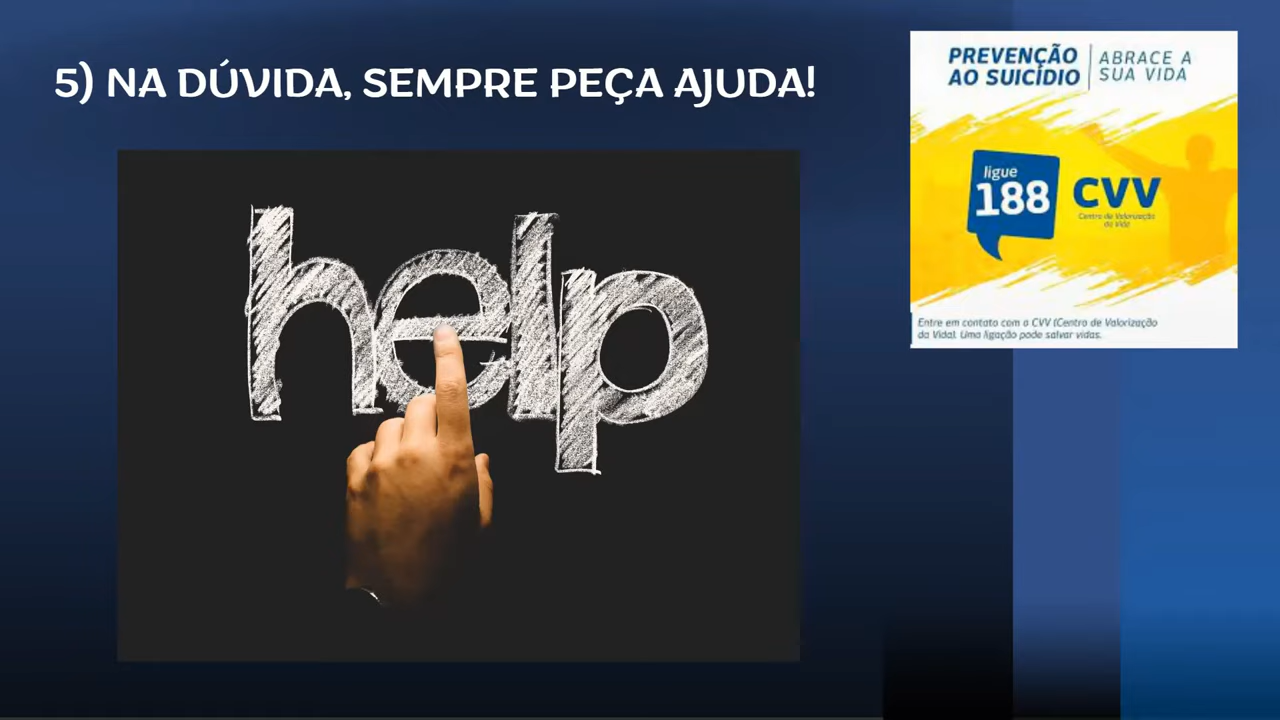 5) NA DÚVIDA, SEMPRE PEÇA AJUDA!
help
PREVENÇÃO
AO SUICÍDIO
ABRACE A
SUA VIDA
ligue
188
CVV
Centro de Valorização
da Vida
Entre em contato com o CVV (Centro de Valorização
da Vida). Uma ligação pode salvar vidas.